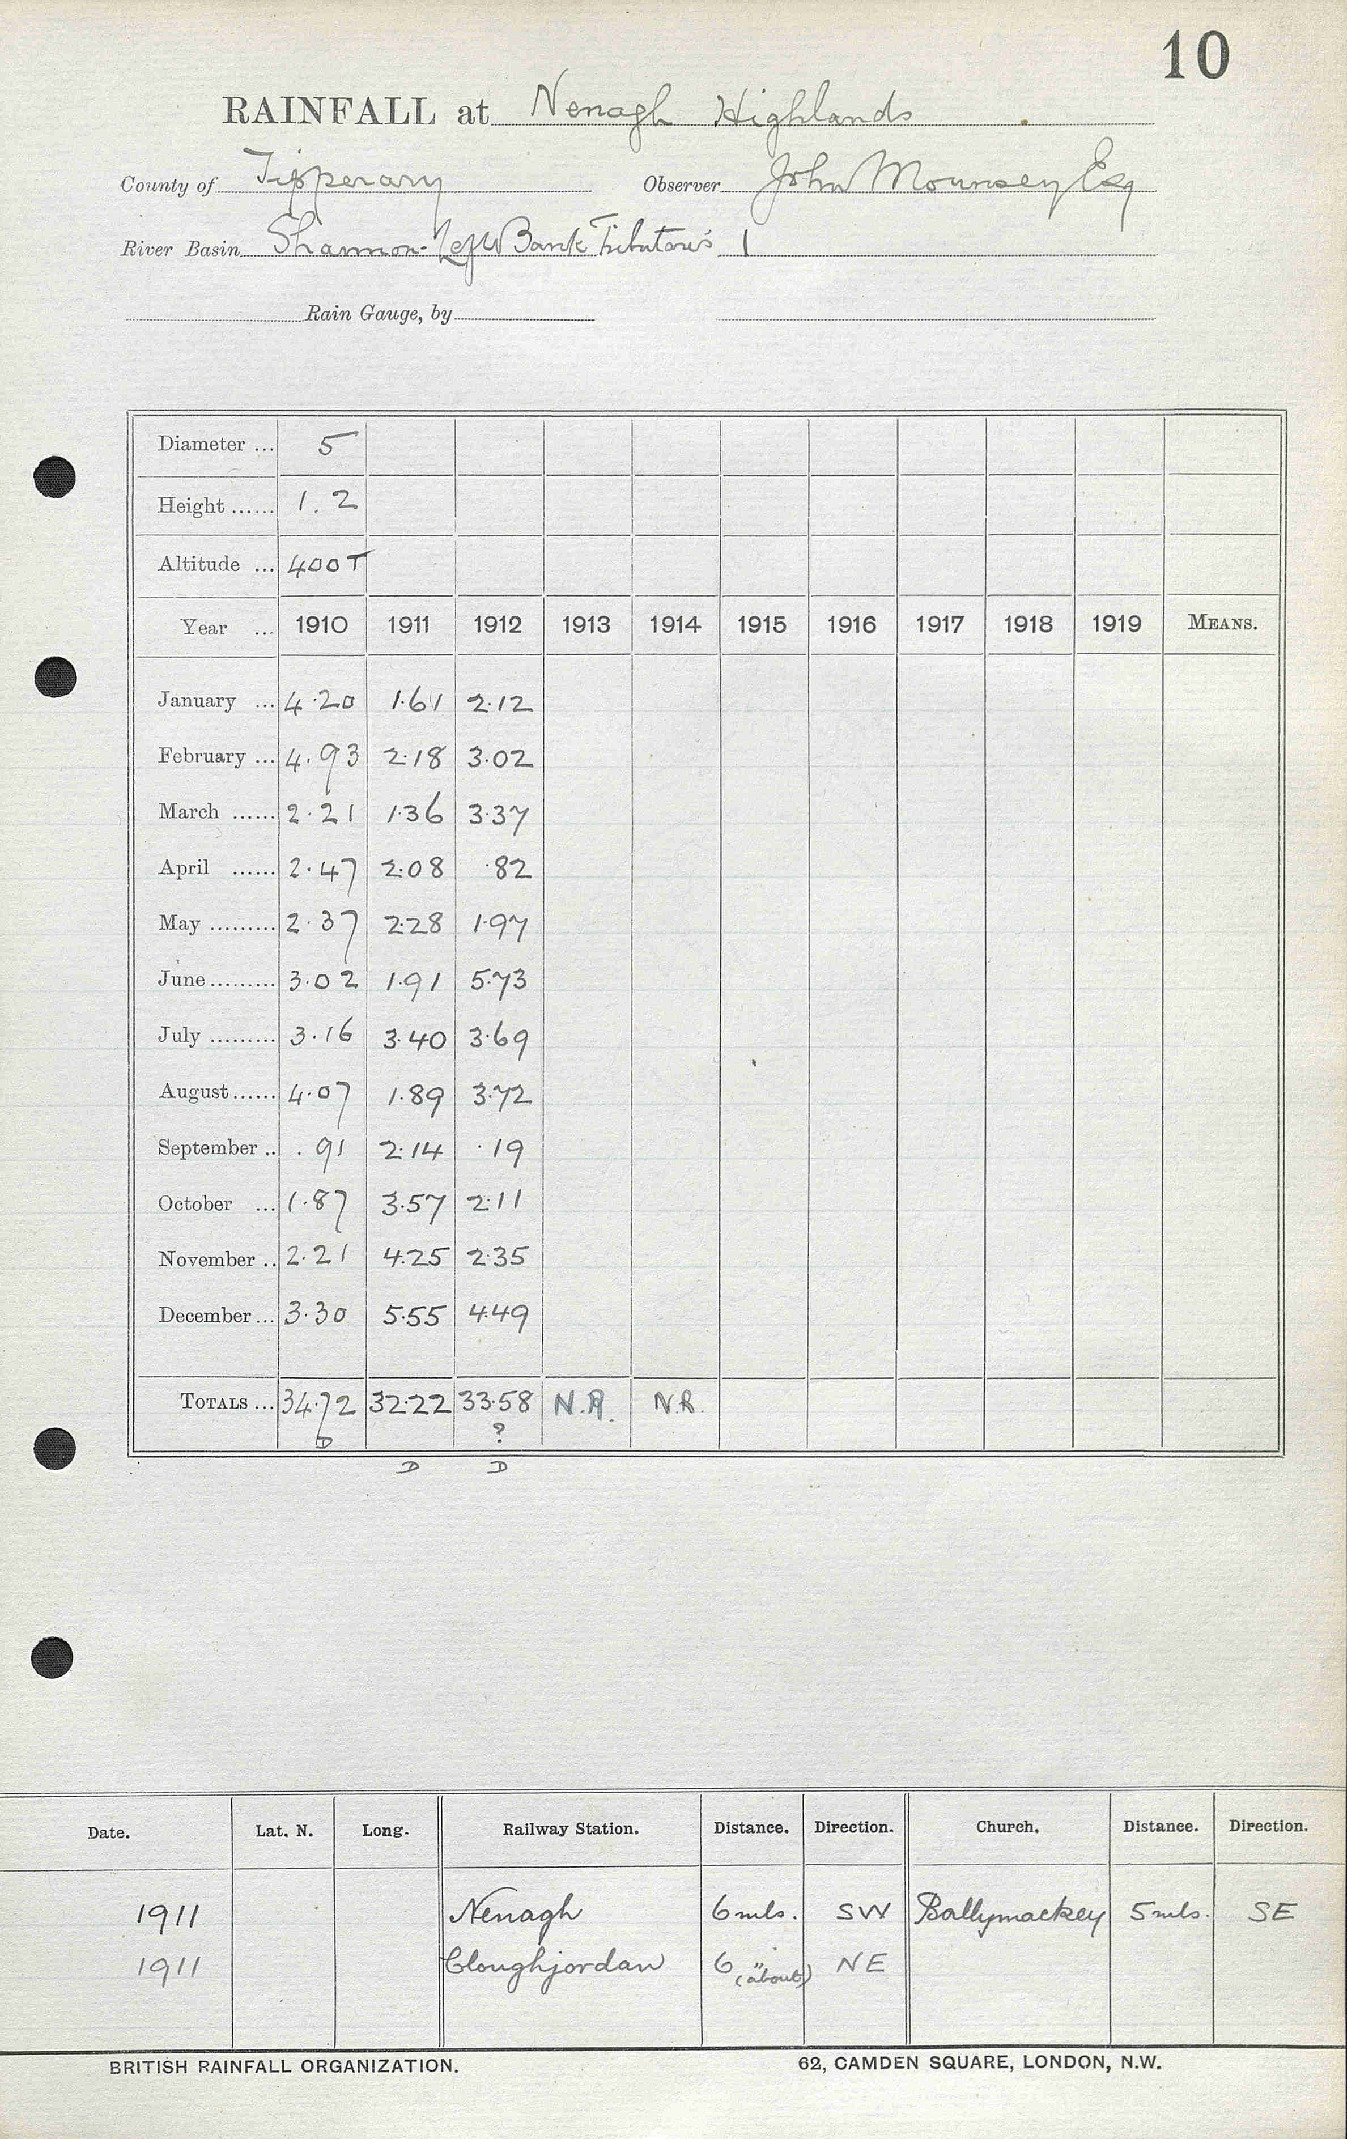 10
RAINFALL at Nenagh Highlands
County of Tipperary Observer John Mounsey Esq
River Basin Shannon-Left Bank Tributaries 1
Rain Gauge, by
Diameter ... 5
Height ...... 1.2
Altitude ... 400 T
Year ... 1910 1911 1912 1913 1914 1915 1916 1917 1918 1919 MEANS.
January ... 4.20 1.61 2.12
February ... 4.93 2.18 3.02
March ...... 2.21 1.36 3.37
April ...... 2.47 2.08 .82
May ......... 2.37 2.28 1.97
June ......... 3.02 1.91 5.73
July ......... 3.16 3.40 3.69
August ...... 4.07 1.89 3.72
September .. .91 2.14 .19
October ... 1.87 3.57 2.11
November .. 2.21 4.25 2.35
December ... 3.30 5.55 4.49
TOTALS ... 34.72 32.22 33.58 N.R. N.R.
D ?
D D
Date. Lat. N. Long. Railway Station. Distance. Direction. Church. Distance. Direction.
1911 Nenagh 6 mls. SW Ballymackey 5 mls. SE
1911 Cloughjordan 6 " (about) NE
BRITISH RAINFALL ORGANIZATION. 62, CAMDEN SQUARE, LONDON, N.W.